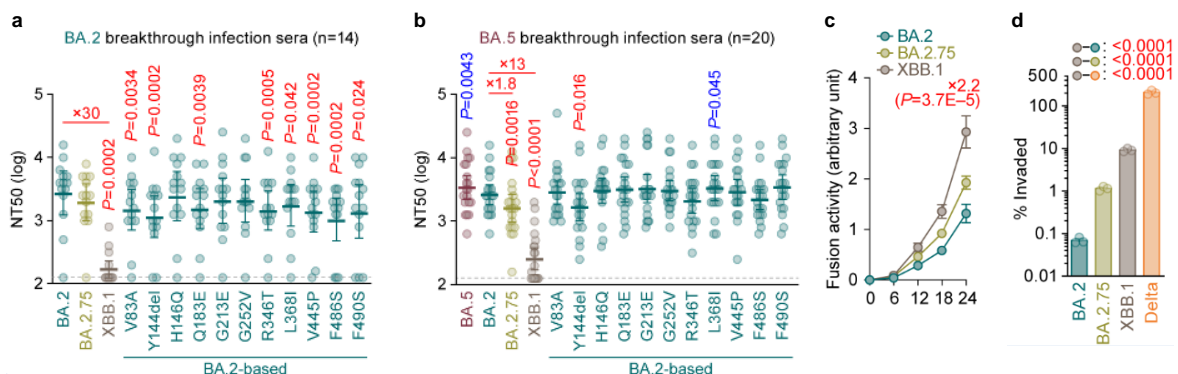 a
BA.2 breakthrough infection sera (n=14)
NT50 (log)
5
4
3
2
×30
P=0.0002
P=0.0034
P=0.0002
P=0.0039
P=0.0005
P=0.042
P=0.0002
P=0.0002
P=0.024
BA.2
BA.2.75
XBB.1
V83A
Y144del
H146Q
Q183E
G213E
G252V
R346T
L368I
V445P
F486S
F490S
BA.2-based
b
BA.5 breakthrough infection sera (n=20)
NT50 (log)
5
4
3
2
P=0.0043
×13
×1.8
P=0.0016
P<0.0001
P=0.016
P=0.045
BA.5
BA.2
BA.2.75
XBB.1
V83A
Y144del
H146Q
Q183E
G213E
G252V
R346T
L368I
V445P
F486S
F490S
BA.2-based
c
BA.2
BA.2.75
XBB.1
Fusion activity (arbitrary unit)
4
3
2
1
0
×2.2
(P=3.7E–5)
0 6 12 18 24
d
: <0.0001
: <0.0001
: <0.0001
% Invaded
500
100
10
1
0.1
0.01
BA.2
BA.2.75
XBB.1
Delta